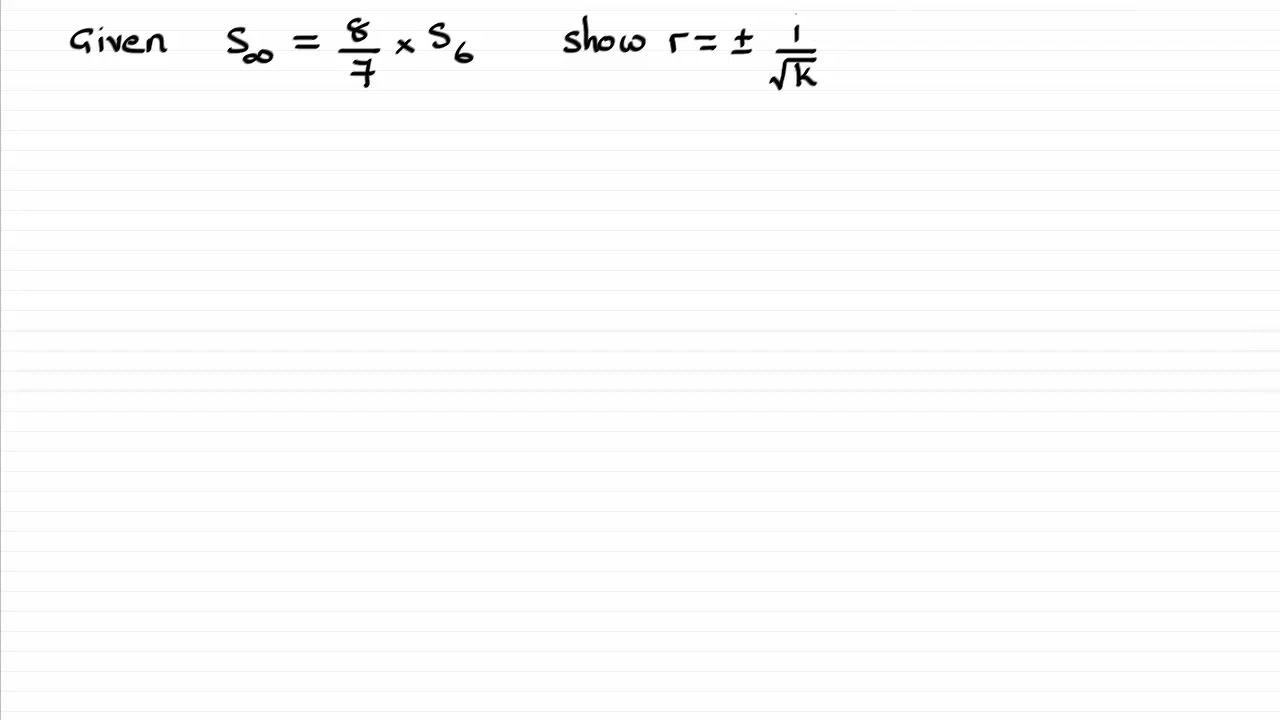 Given S∞ = 8/7 × S₆ show r = ± 1/√k